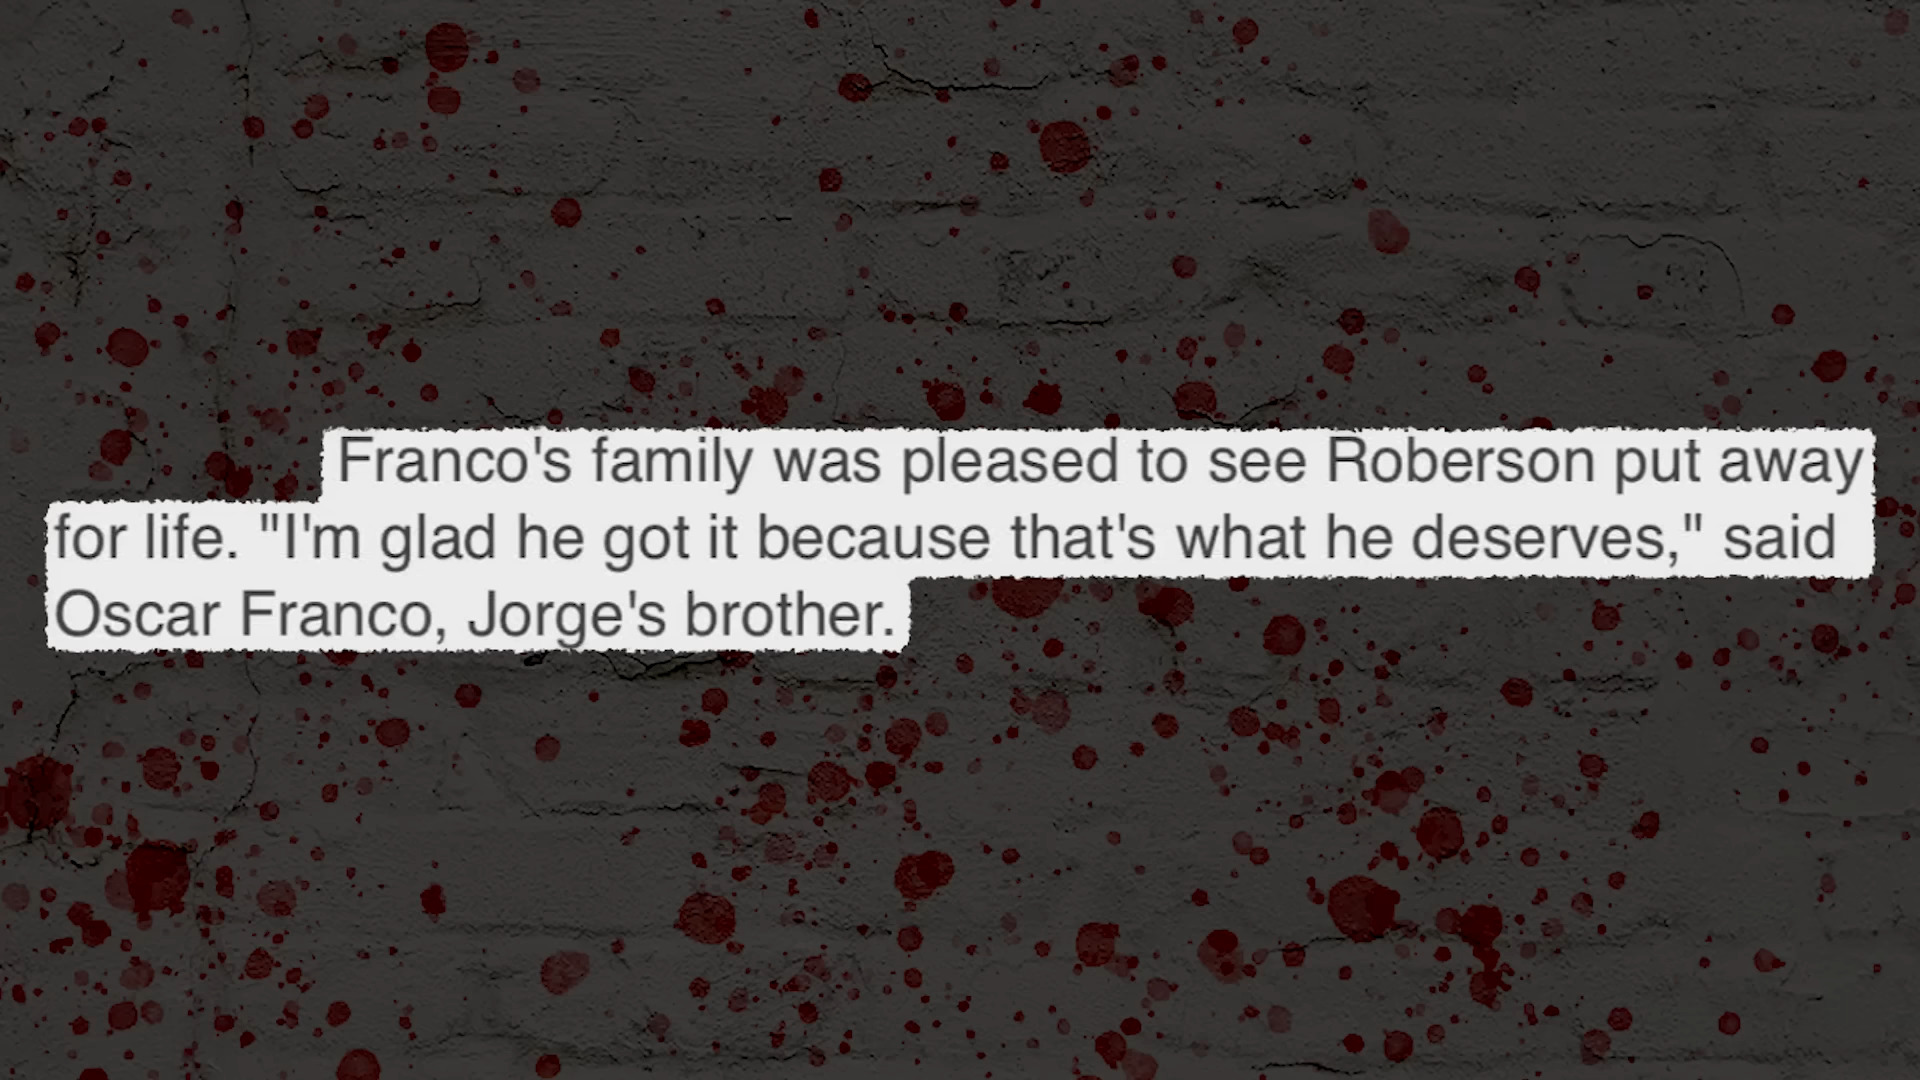 Franco's family was pleased to see Roberson put away
for life. "I'm glad he got it because that's what he deserves," said
Oscar Franco, Jorge's brother.